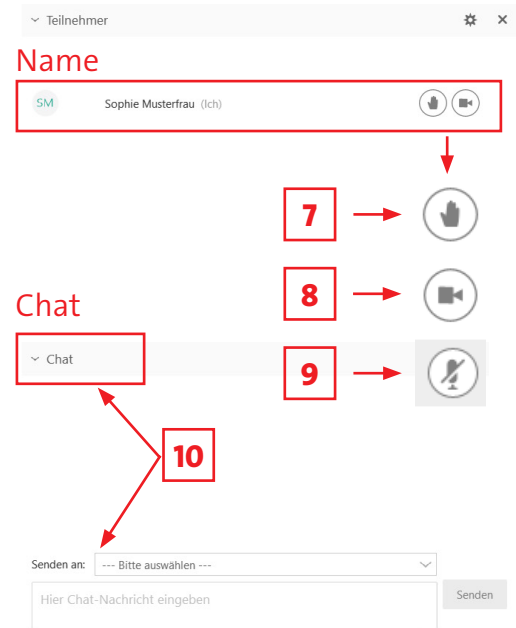 Teilnehmer
Name
SM Sophie Musterfrau (Ich)
7
8
Chat
Chat
9
10
Senden an: --- Bitte auswählen ---
Hier Chat-Nachricht eingeben
Senden